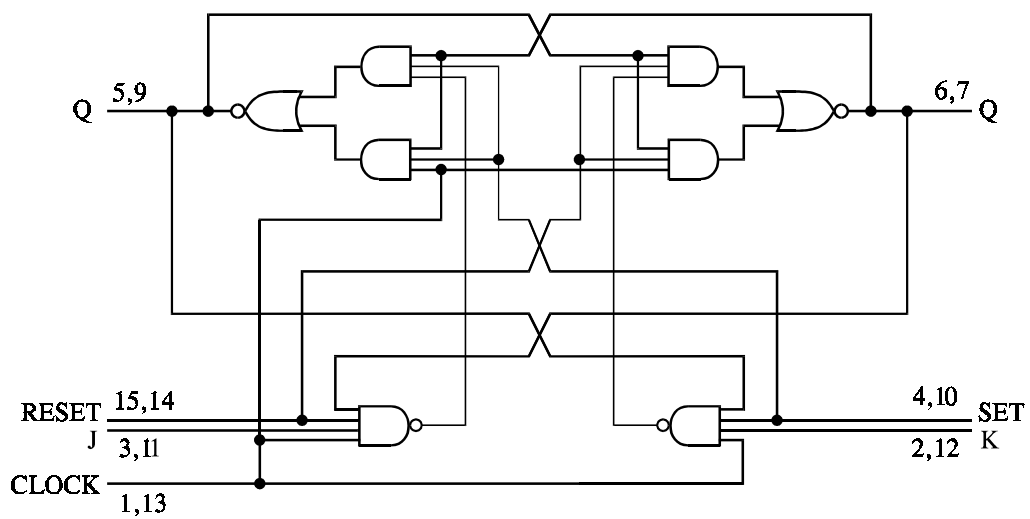 Q 5,9
6,7 Q
RESET 15,14
4,10 SET
J 3,11
2,12 K
CLOCK 1,13